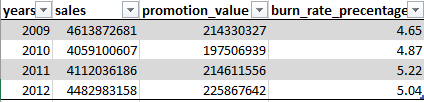 years sales promotion_value burn_rate_precentage
2009 4613872681 214330327 4.65
2010 4059100607 197506939 4.87
2011 4112036186 214611556 5.22
2012 4482983158 225867642 5.04